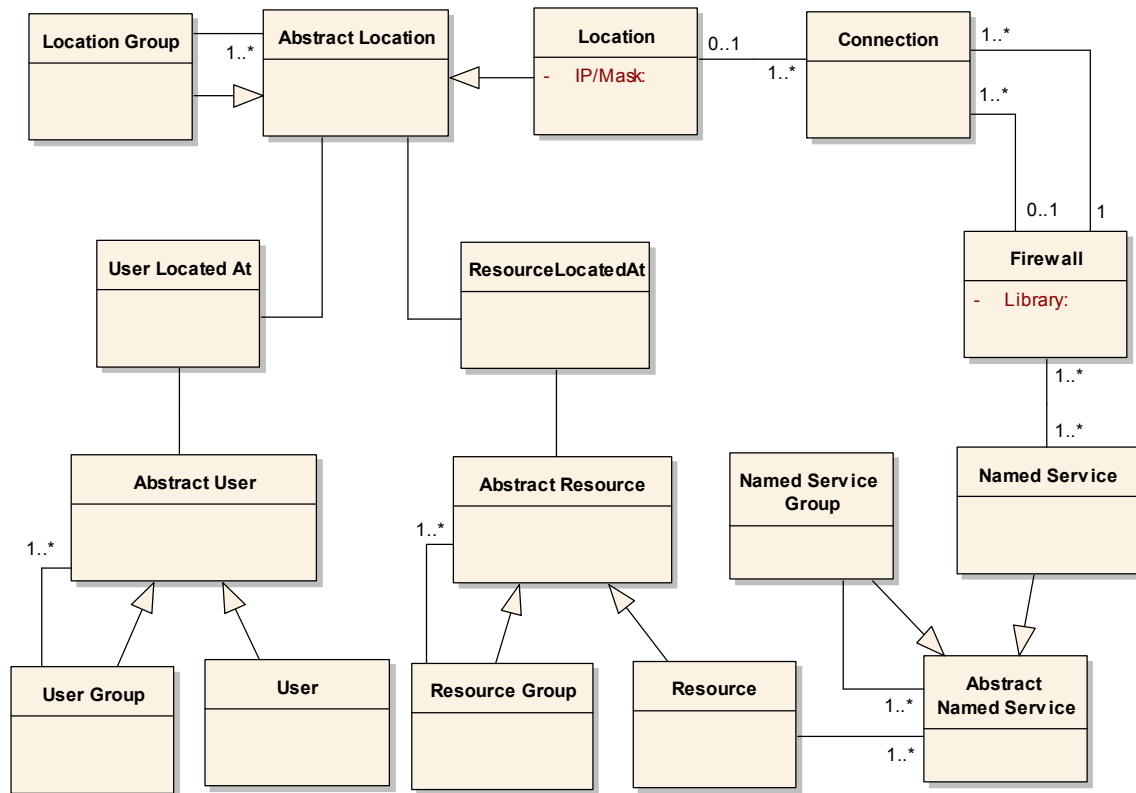 Location Group
1..*
Abstract Location
Location
- IP/Mask:
0..1
1..*
Connection
1..*
1..*
0..1
1
Firewall
- Library:
1..*
1..*
User Located At
ResourceLocatedAt
Abstract User
1..*
Abstract Resource
1..*
Named Service
Group
Named Service
User Group
User
Resource Group
Resource
Abstract
Named Service
1..*
1..*